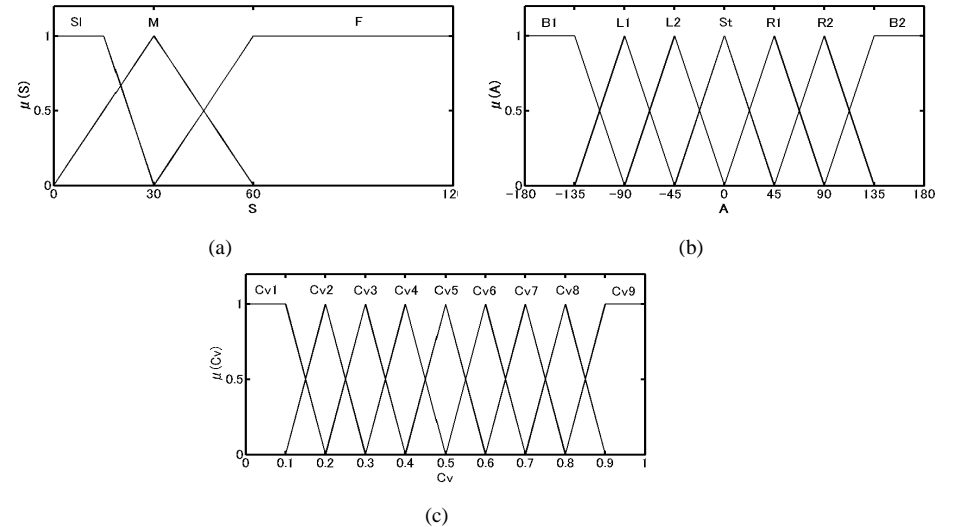 Sl M F
1
0.5
0
μ(S)
0 30 60 12
S
(a)
B1 L1 L2 St R1 R2 B2
1
0.5
0
μ(A)
-180 -135 -90 -45 0 45 90 135 180
A
(b)
Cv1 Cv2 Cv3 Cv4 Cv5 Cv6 Cv7 Cv8 Cv9
1
0.5
0
μ(Cv)
0 0.1 0.2 0.3 0.4 0.5 0.6 0.7 0.8 0.9 1
Cv
(c)